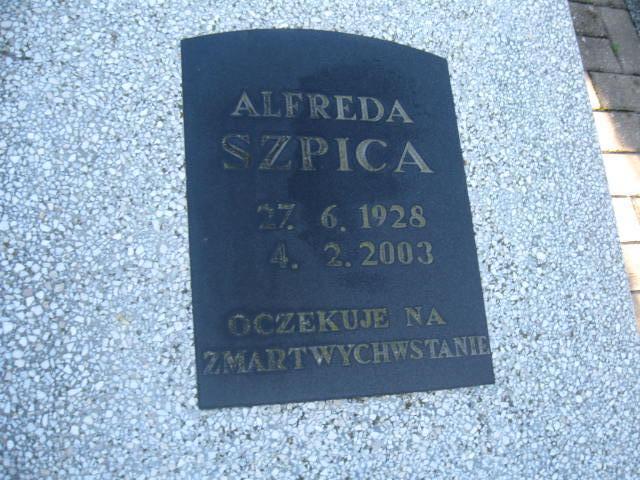 ALFREDA
SZPICA
27. 6. 1928
4. 2. 2003
OCZEKUJE NA
ZMARTWYCHWSTANIE